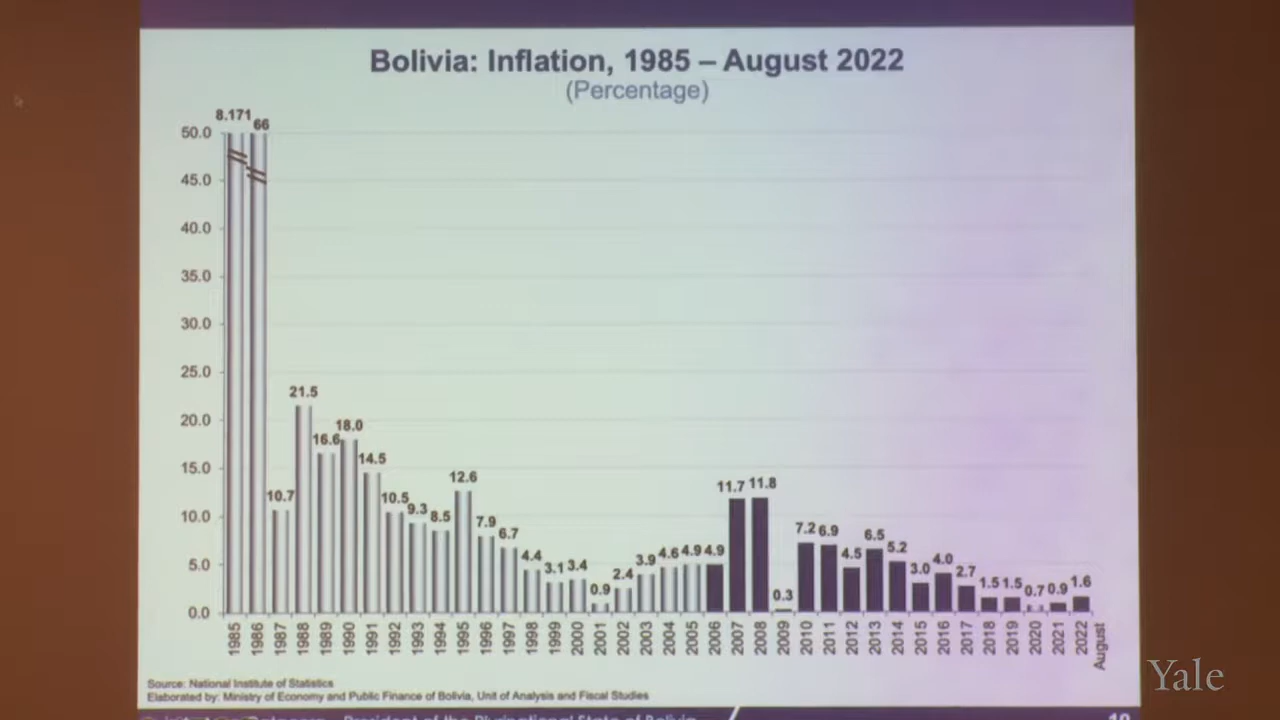 Bolivia: Inflation, 1985 – August 2022
(Percentage)
8.171 66
50.0
45.0
40.0
35.0
30.0
25.0
20.0
15.0
10.0
5.0
0.0
10.7 21.5 16.6 18.0 14.5 10.5 9.3 8.5 12.6 7.9 6.7 4.4 3.1 3.4 0.9 2.4 3.9 4.6 4.9 4.9 11.7 11.8 0.3 7.2 6.9 4.5 6.5 5.2 3.0 4.0 2.7 1.5 1.5 0.7 0.9 1.6
1985 1986 1987 1988 1989 1990 1991 1992 1993 1994 1995 1996 1997 1998 1999 2000 2001 2002 2003 2004 2005 2006 2007 2008 2009 2010 2011 2012 2013 2014 2015 2016 2017 2018 2019 2020 2021 2022
August
Source: National Institute of Statistics
Elaborated by: Ministry of Economy and Public Finance of Bolivia, Unit of Analysis and Fiscal Studies
President of the Plurinational State of Bolivia
Yale